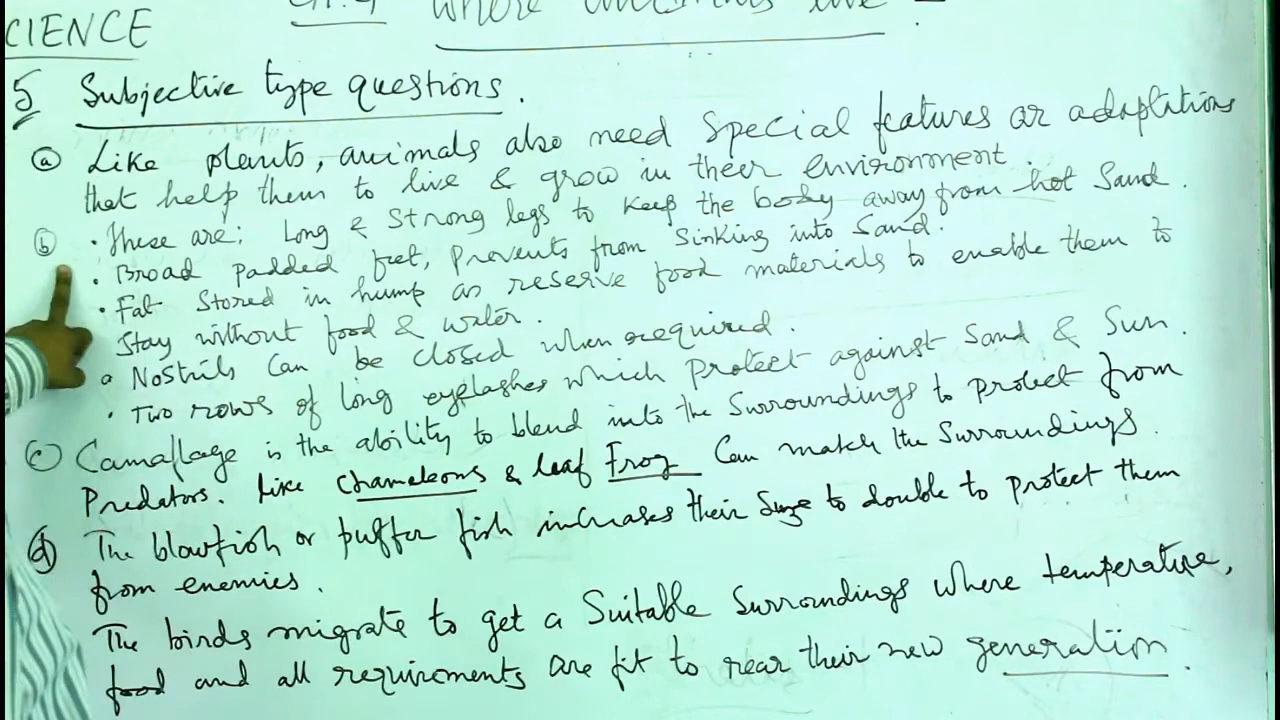 CIENCE
Ch.4 Where animals live
5 Subjective type questions.
(a) Like plants, animals also need special features or adaptations
that help them to live & grow in their environment
(b) • These are: Long & strong legs to keep the body away from hot sand.
• Broad padded feet, prevents from sinking into sand.
• Fat stored in hump as reserve food materials to enable them to
stay without food & water.
• Nostrils can be closed when required.
• Two rows of long eyelashes which protect against sand & sun.
(c) Camaflage is the ability to blend into the surroundings to protect from
predators. Like chameleons & leaf Frog can match the surroundings.
(d) The blowfish or puffer fish increases their size to double to protect them
from enemies.
The birds migrate to get a suitable surroundings where temperature,
food and all requirements are fit to rear their new generation.